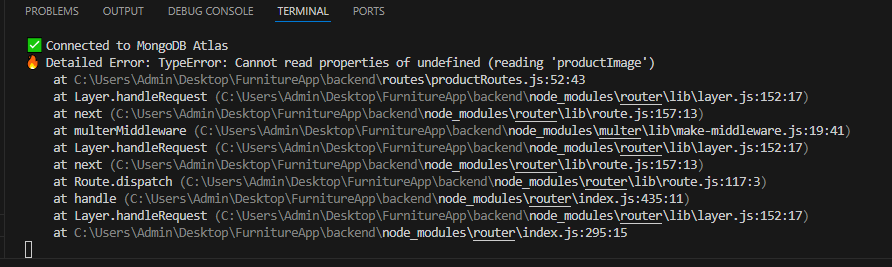 PROBLEMS OUTPUT DEBUG CONSOLE TERMINAL PORTS
✅ Connected to MongoDB Atlas
🔥 Detailed Error: TypeError: Cannot read properties of undefined (reading 'productImage')
at C:\Users\Admin\Desktop\FurnitureApp\backend\routes\productRoutes.js:52:43
at Layer.handleRequest (C:\Users\Admin\Desktop\FurnitureApp\backend\node_modules\router\lib\layer.js:152:17)
at next (C:\Users\Admin\Desktop\FurnitureApp\backend\node_modules\router\lib\route.js:157:13)
at multerMiddleware (C:\Users\Admin\Desktop\FurnitureApp\backend\node_modules\multer\lib\make-middleware.js:19:41)
at Layer.handleRequest (C:\Users\Admin\Desktop\FurnitureApp\backend\node_modules\router\lib\layer.js:152:17)
at next (C:\Users\Admin\Desktop\FurnitureApp\backend\node_modules\router\lib\route.js:157:13)
at Route.dispatch (C:\Users\Admin\Desktop\FurnitureApp\backend\node_modules\router\lib\route.js:117:3)
at handle (C:\Users\Admin\Desktop\FurnitureApp\backend\node_modules\router\index.js:435:11)
at Layer.handleRequest (C:\Users\Admin\Desktop\FurnitureApp\backend\node_modules\router\lib\layer.js:152:17)
at C:\Users\Admin\Desktop\FurnitureApp\backend\node_modules\router\index.js:295:15